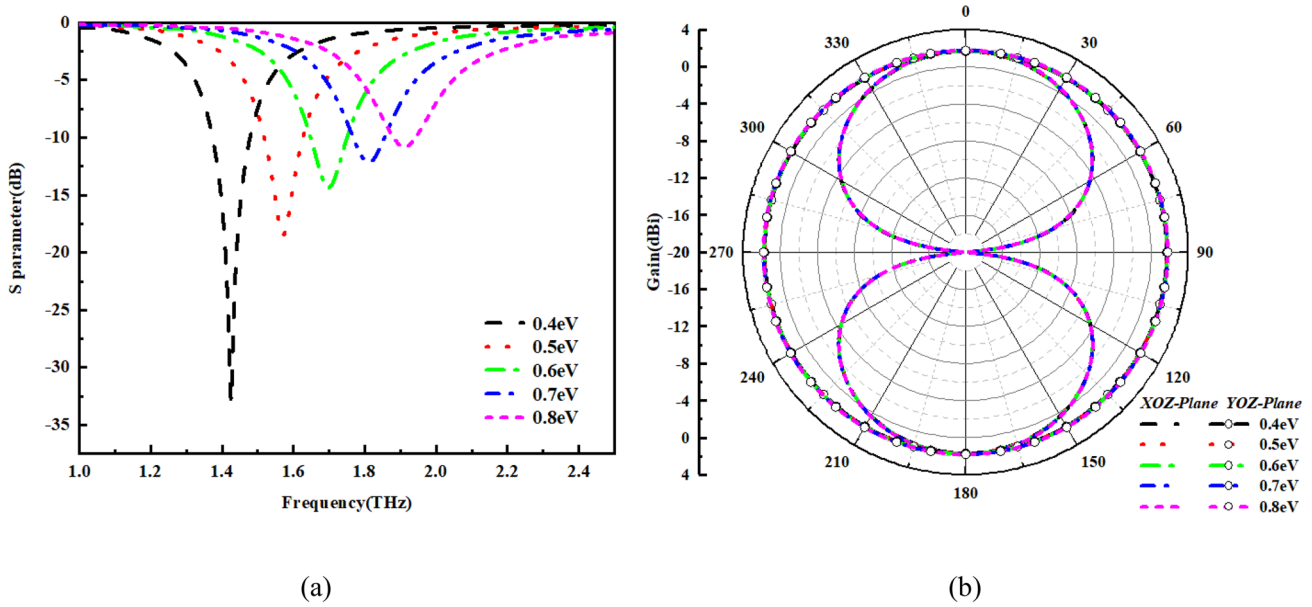 0
-5
-10
-15
-20
-25
-30
-35
S parameter(dB)
1.0 1.2 1.4 1.6 1.8 2.0 2.2 2.4
Frequency(THz)
0.4eV
0.5eV
0.6eV
0.7eV
0.8eV
(a)
4
0
-4
-8
-12
-16
-20
-16
-12
-8
-4
0
4
Gain(dBi)
0
30
60
90
120
150
180
210
240
270
300
330
XOZ-Plane YOZ-Plane
0.4eV
0.5eV
0.6eV
0.7eV
0.8eV
(b)